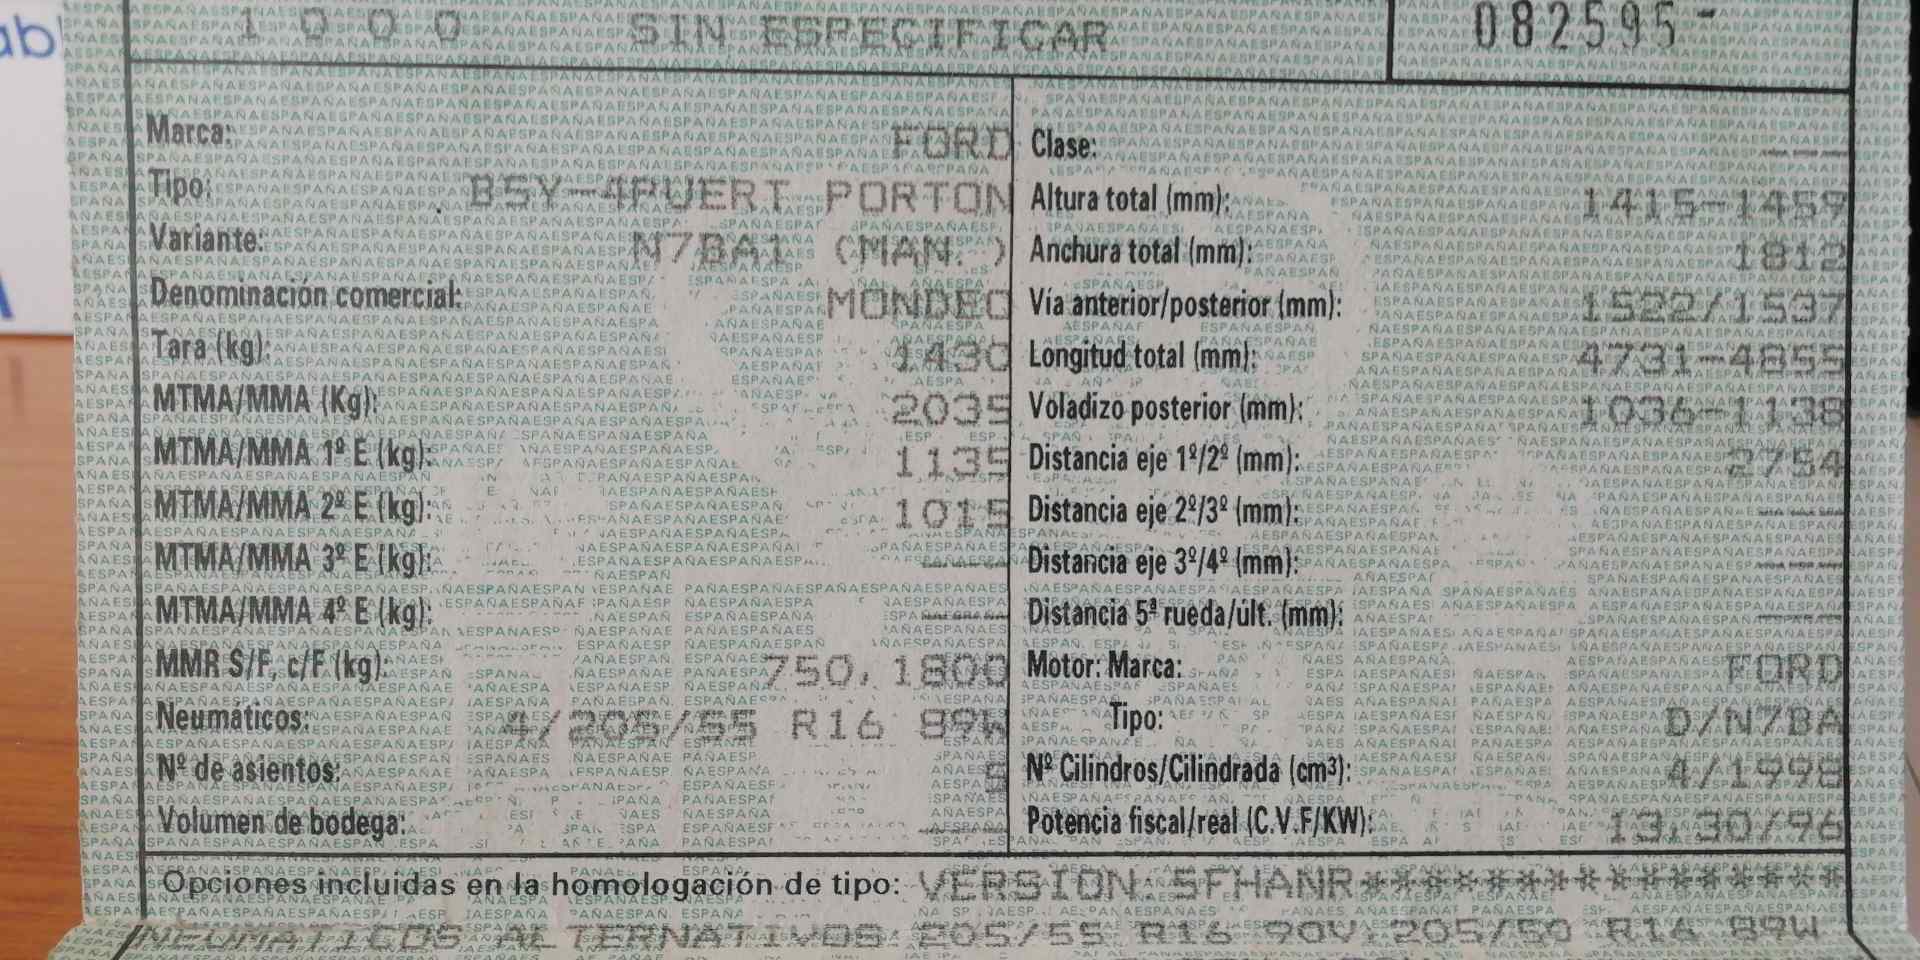 ab
1 0 0 0 SIN ESPECIFICAR 082595-
Marca: FORD
Tipo: B5Y-4PUERT PORTON
Variante: N7BA1 (MAN.)
Denominación comercial: MONDEO
Tara (kg): 1430
MTMA/MMA (Kg): 2035
MTMA/MMA 1º E (kg): 1135
MTMA/MMA 2º E (kg): 1015
MTMA/MMA 3º E (kg): ----
MTMA/MMA 4º E (kg): ----
MMR S/F, c/F (kg): 750,1800
Neumáticos: 4/205/55 R16 89W
Nº de asientos: 5
Volumen de bodega: ----
Clase: ---
Altura total (mm): 1415-1459
Anchura total (mm): 1812
Vía anterior/posterior (mm): 1522/1537
Longitud total (mm): 4731-4855
Voladizo posterior (mm): 1036-1138
Distancia eje 1º/2º (mm): 2754
Distancia eje 2º/3º (mm): ----
Distancia eje 3º/4º (mm): ----
Distancia 5ª rueda/últ. (mm): ----
Motor: Marca: FORD
Tipo: D/N7BA
Nº Cilindros/Cilindrada (cm³): 4/1998
Potencia fiscal/real (C.V.F/KW): 13,30/96
Opciones incluidas en la homologación de tipo: VERSION:5FHANR***************
NEUMATICOS ALTERNATIVOS 205/55 R16 90V;205/50 R16 89W